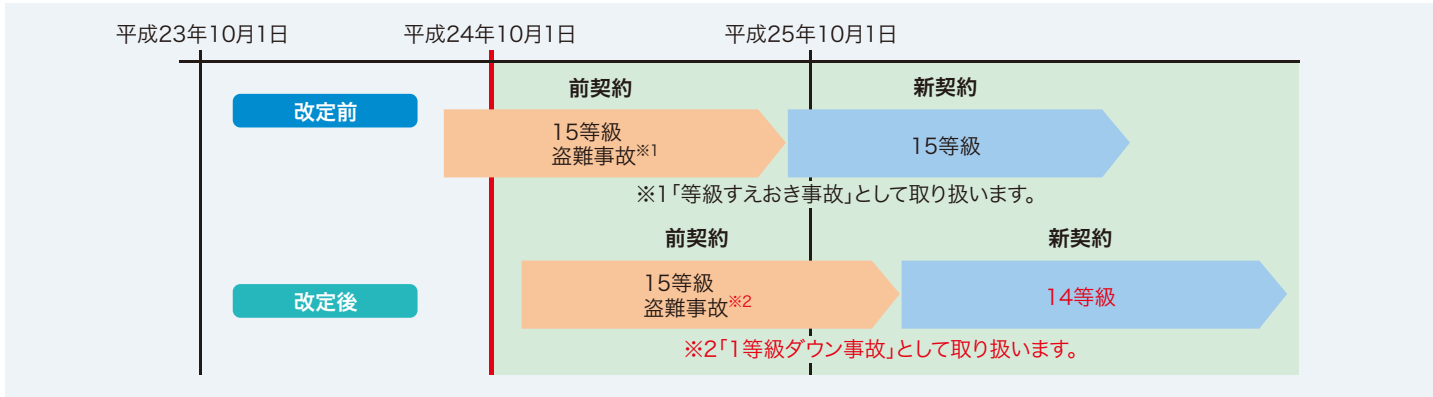 平成23年10月1日
平成24年10月1日
平成25年10月1日
改定前
前契約
新契約
15等級
盗難事故※1
15等級
※1「等級すえおき事故」として取り扱います。
改定後
前契約
新契約
15等級
盗難事故※2
14等級
※2「1等級ダウン事故」として取り扱います。